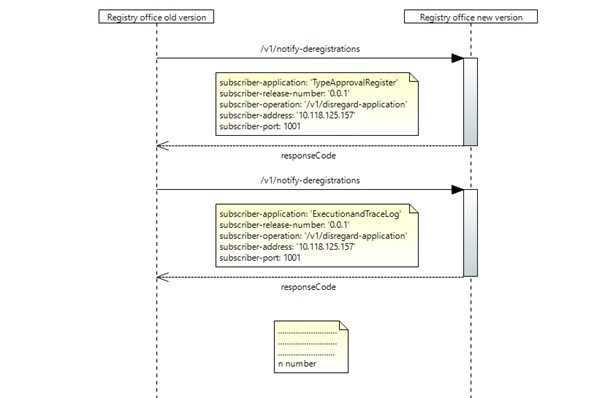 Registry office old version
Registry office new version
/v1/notify-deregistrations
subscriber-application: 'TypeApprovalRegister'
subscriber-release-number: '0.0.1'
subscriber-operation: '/v1/disregard-application'
subscriber-address: '10.118.125.157'
subscriber-port: 1001
responseCode
/v1/notify-deregistrations
subscriber-application: 'ExecutionandTraceLog'
subscriber-release-number: '0.0.1'
subscriber-operation: '/v1/disregard-application'
subscriber-address: '10.118.125.157'
subscriber-port: 1001
responseCode
............................
............................
...........................
n number